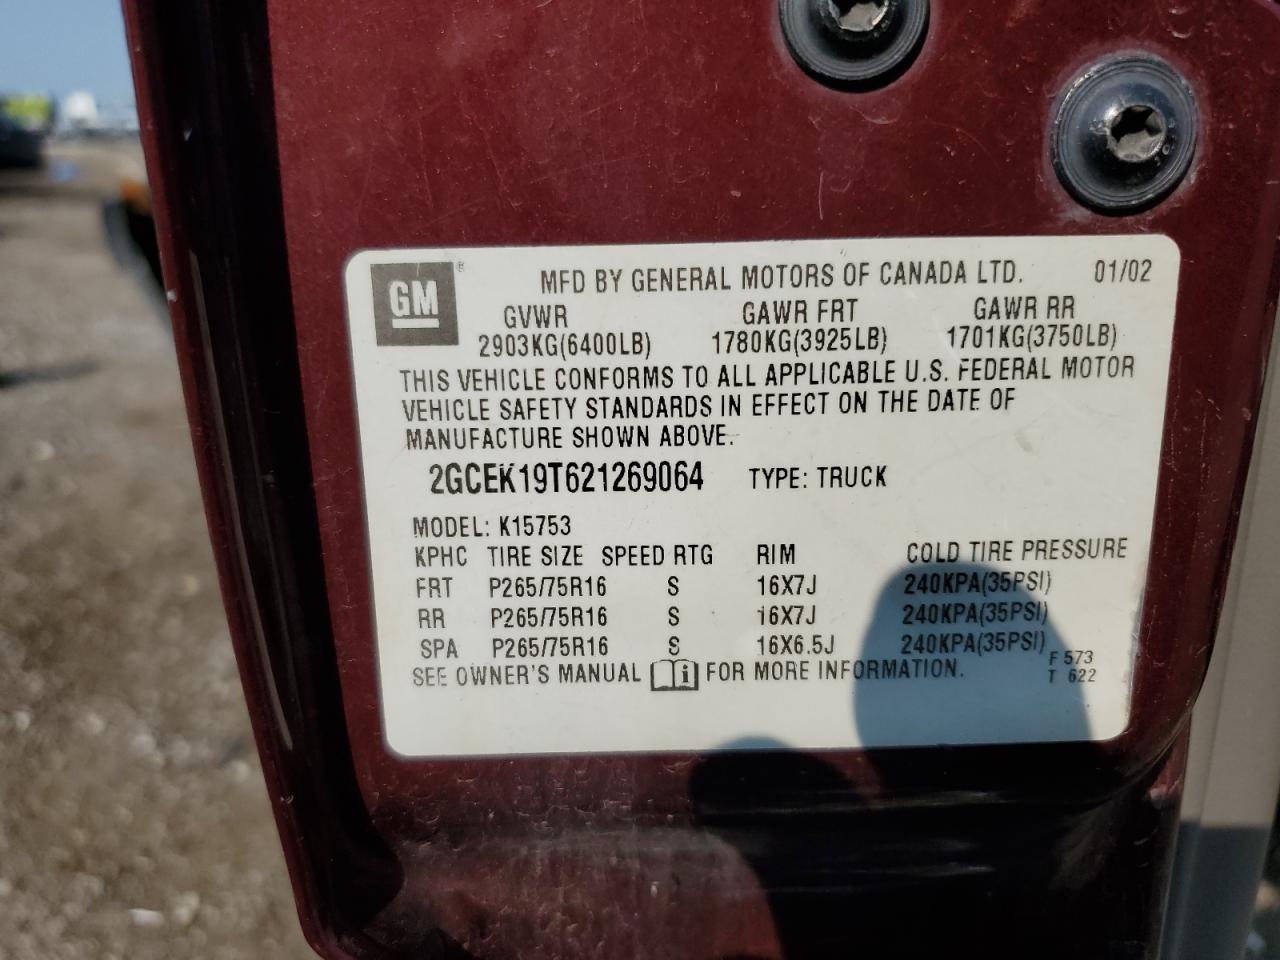 GM® MFD BY GENERAL MOTORS OF CANADA LTD. 01/02
GVWR GAWR FRT GAWR RR
2903KG(6400LB) 1780KG(3925LB) 1701KG(3750LB)
THIS VEHICLE CONFORMS TO ALL APPLICABLE U.S. FEDERAL MOTOR
VEHICLE SAFETY STANDARDS IN EFFECT ON THE DATE OF
MANUFACTURE SHOWN ABOVE.
2GCEK19T621269064 TYPE: TRUCK
MODEL: K15753
KPHC TIRE SIZE SPEED RTG RIM COLD TIRE PRESSURE
FRT P265/75R16 S 16X7J 240KPA(35PSI)
RR P265/75R16 S 16X7J 240KPA(35PSI)
SPA P265/75R16 S 16X6.5J 240KPA(35PSI)
SEE OWNER'S MANUAL FOR MORE INFORMATION.
F 573
T 622